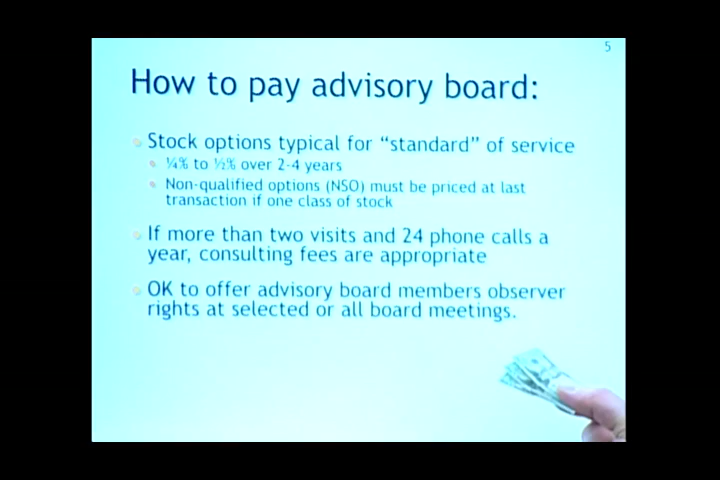 5
How to pay advisory board:
Stock options typical for “standard” of service
¼% to ½% over 2-4 years
Non-qualified options (NSO) must be priced at last
transaction if one class of stock
If more than two visits and 24 phone calls a
year, consulting fees are appropriate
OK to offer advisory board members observer
rights at selected or all board meetings.